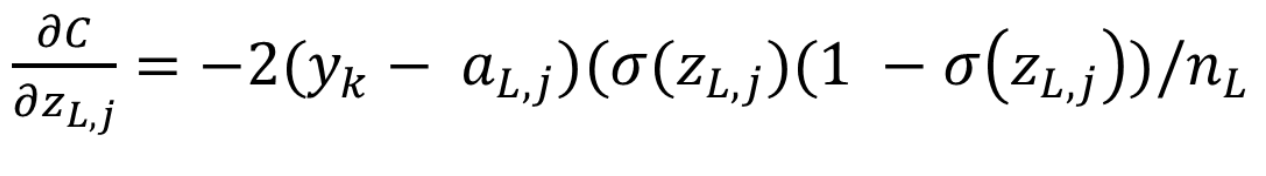 ∂C/∂z_{L,j} = −2(y_k − a_{L,j})(σ(z_{L,j})(1 − σ(z_{L,j}))/n_L